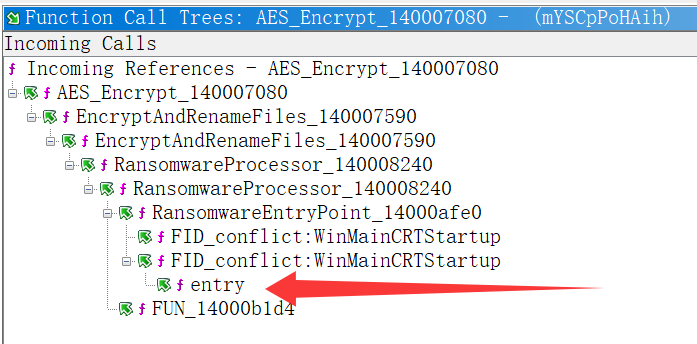 Function Call Trees: AES_Encrypt_140007080 - (mYSCpPoHAih)
Incoming Calls
f Incoming References - AES_Encrypt_140007080
f AES_Encrypt_140007080
f EncryptAndRenameFiles_140007590
f EncryptAndRenameFiles_140007590
f RansomwareProcessor_140008240
f RansomwareProcessor_140008240
f RansomwareEntryPoint_14000afe0
f FID_conflict:WinMainCRTStartup
f FID_conflict:WinMainCRTStartup
f entry
f FUN_14000b1d4